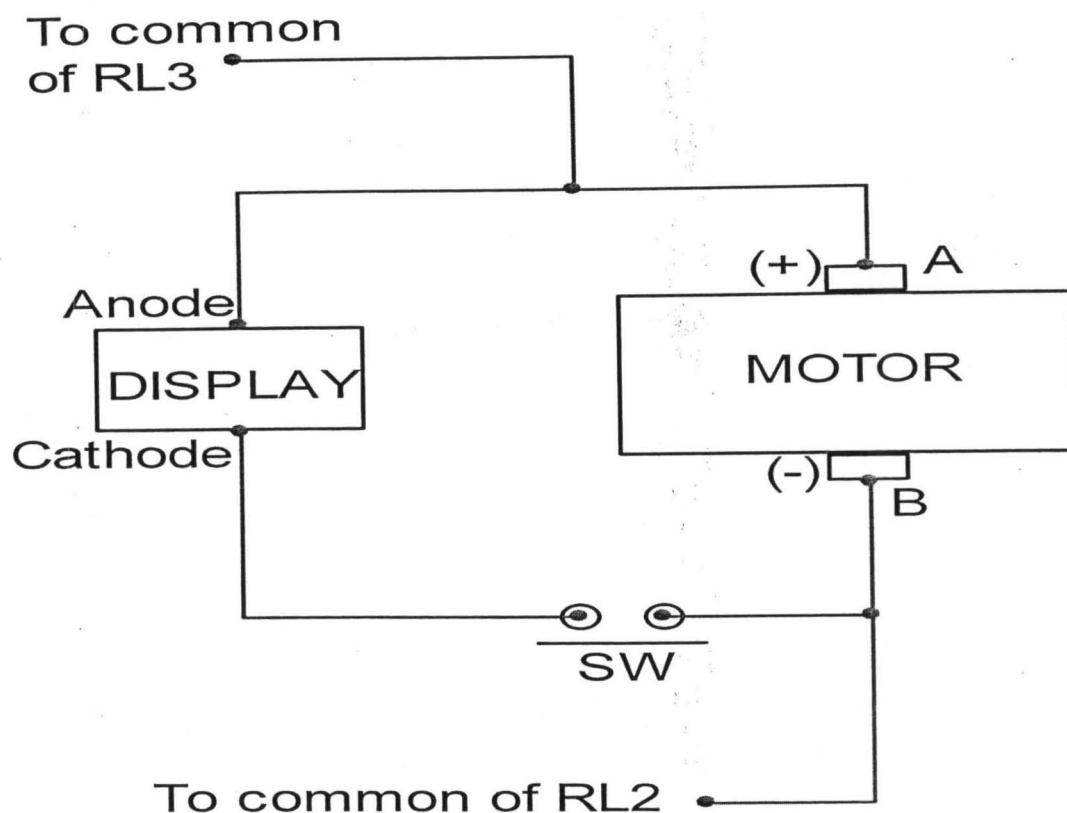 To common
of RL3
(+)
A
Anode
MOTOR
DISPLAY
Cathode
(-)
B
SW
To common of RL2